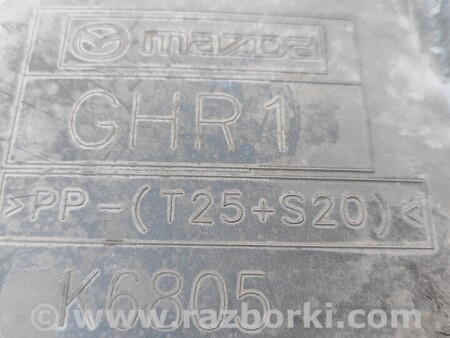 mazda
GHR1
>PP-(T25+S20)<
K6805
© www.razborki.com